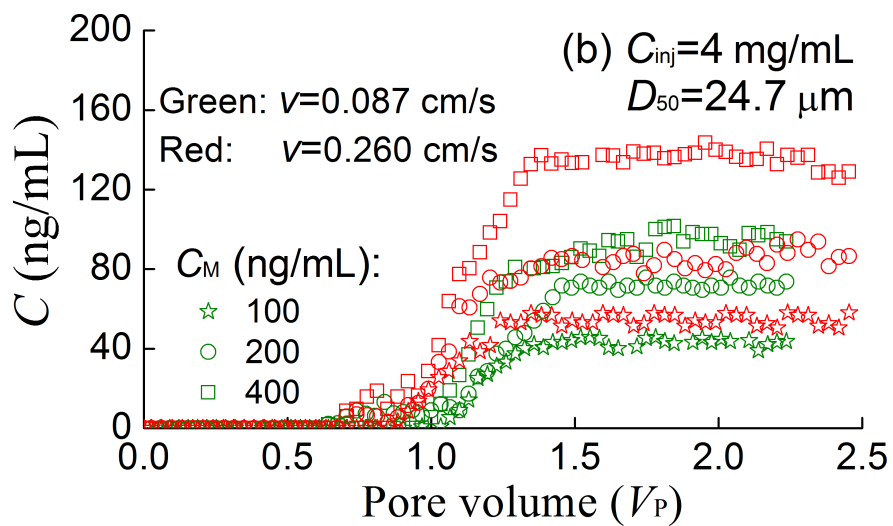 200
160
120
80
40
0
C (ng/mL)
(b) Cinj=4 mg/mL
D50=24.7 μm
Green: v=0.087 cm/s
Red: v=0.260 cm/s
CM (ng/mL):
100
200
400
0.0 0.5 1.0 1.5 2.0 2.5
Pore volume (VP)